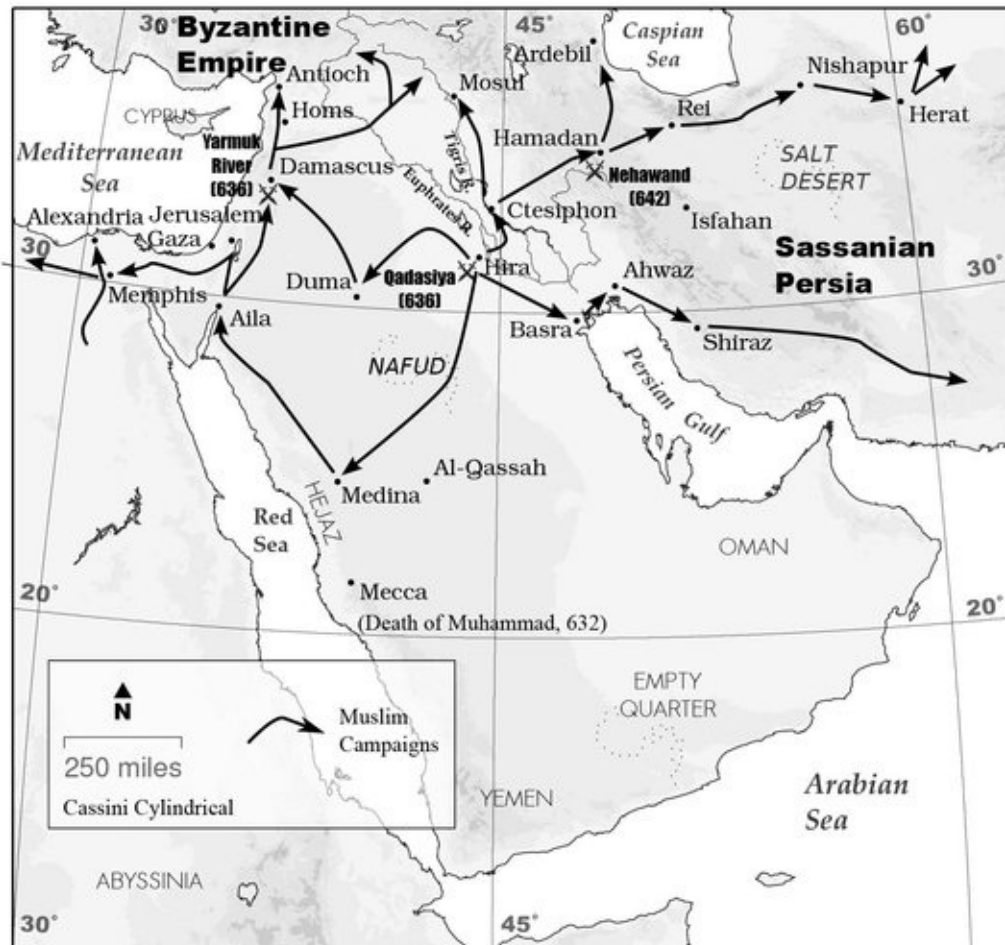 30°
45
60
Byzantine
Empire
Caspian
Sea
Ardebil
Nishapur
Antioch
Mosul
Rei
Herat
CYPRUS
Homs
Hamadan
Mediterranean
Sea
Yarmuk
River
(636)
Damascus
Tigris R.
Euphrates R.
Nehawand
(642)
SALT
DESERT
Ctesiphon
Isfahan
Alexandria
Jerusalem
Gaza
30
Sassanian
Persia
30°
Duma
Qadasiya
(636)
Hira
Ahwaz
Memphis
Aila
Basra
Shiraz
NAFUD
Persian
Gulf
Al-Qassah
Medina
HEJAZ
Red
Sea
OMAN
Mecca
(Death of Muhammad, 632)
20°
20°
EMPTY
QUARTER
N
Muslim
Campaigns
250 miles
Cassini Cylindrical
YEMEN
Arabian
Sea
ABYSSINIA
30°
45°